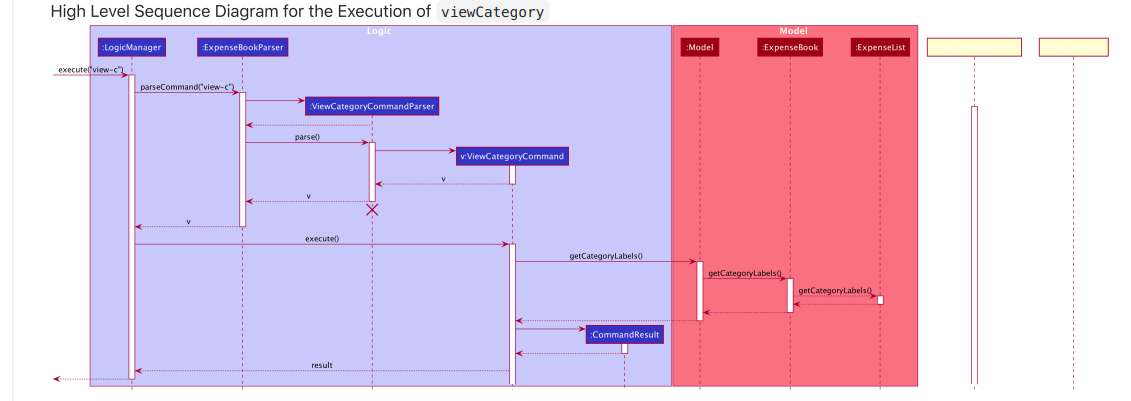 High Level Sequence Diagram for the Execution of viewCategory
Logic
Model
:LogicManager
:ExpenseBookParser
:Model
:ExpenseBook
:ExpenseList
execute("view-c")
parseCommand("view-c")
:ViewCategoryCommandParser
parse()
v:ViewCategoryCommand
v
v
v
execute()
getCategoryLabels()
getCategoryLabels()
getCategoryLabels()
:CommandResult
result